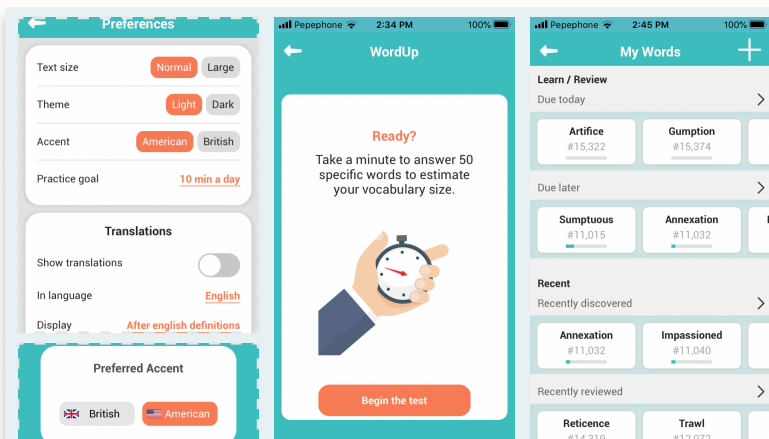 Preferences
Text size Normal Large
Theme Light Dark
Accent American British
Practice goal 10 min a day
Translations
Show translations
In language English
Display After english definitions
Preferred Accent
British American
Pepephone 2:34 PM 100%
WordUp
Ready?
Take a minute to answer 50
specific words to estimate
your vocabulary size.
Begin the test
Pepephone 2:45 PM 100%
My Words
Learn / Review
Due today
Artifice Gumption
#15,322 #15,374
Due later
Sumptuous Annexation
#11,015 #11,032
Recent
Recently discovered
Annexation Impassioned
#11,032 #11,040
Recently reviewed
Reticence Trawl
#14,319 #12,072